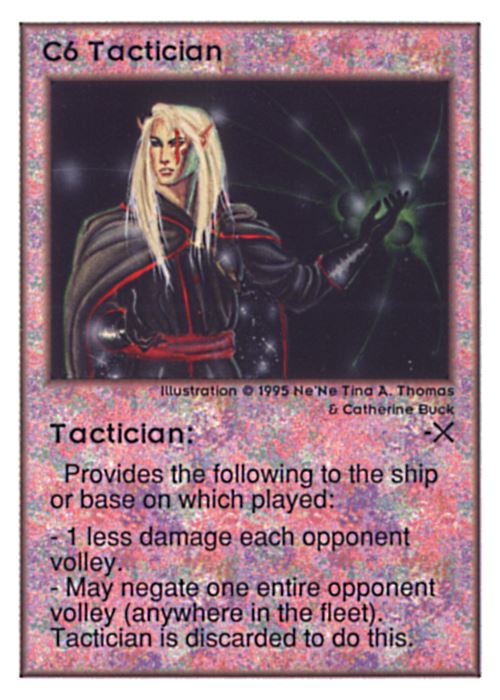 C6 Tactician
Illustration © 1995 Ne'Ne Tina A. Thomas
& Catherine Buck
Tactician: -X
Provides the following to the ship
or base on which played:
- 1 less damage each opponent
volley.
- May negate one entire opponent
volley (anywhere in the fleet).
Tactician is discarded to do this.